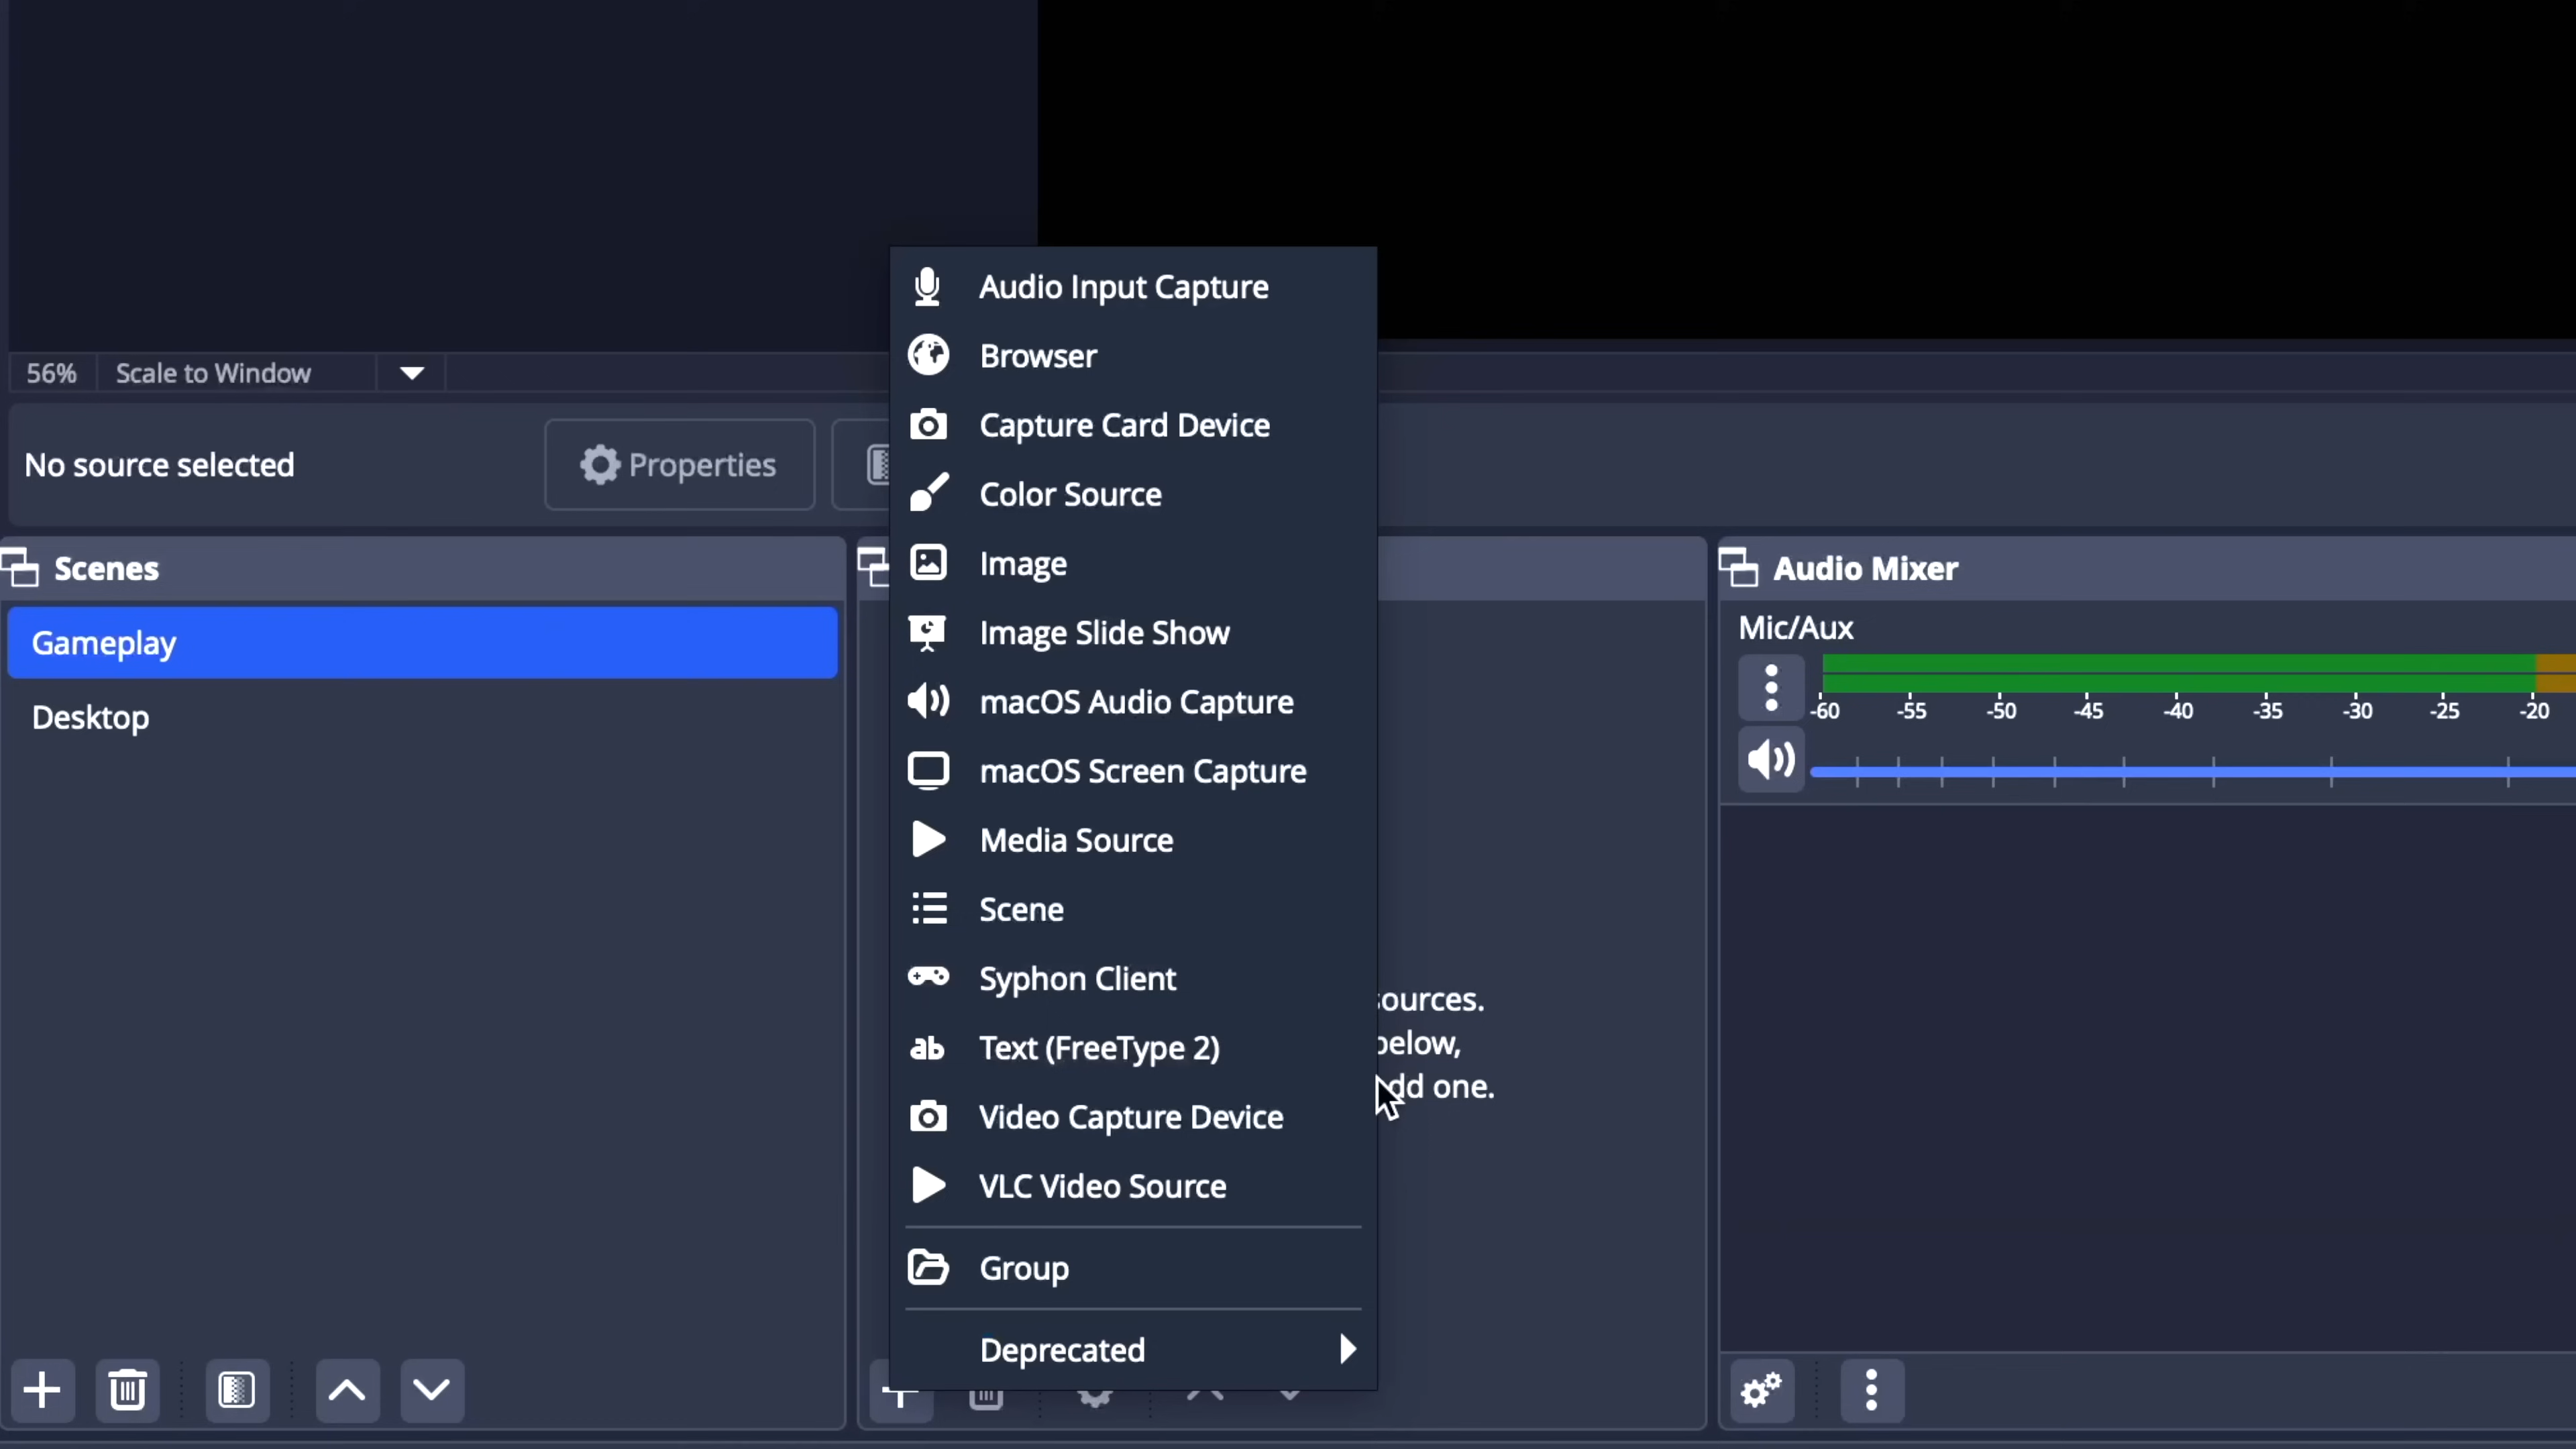 Audio Input Capture
Browser
Capture Card Device
Color Source
Image
Image Slide Show
macOS Audio Capture
macOS Screen Capture
Media Source
Scene
Syphon Client
Text (FreeType 2)
Video Capture Device
VLC Video Source
Group
Deprecated
56% Scale to Window
No source selected
Properties
Scenes
Gameplay
Desktop
below,
one.
Audio Mixer
Mic/Aux
-60 -55 -50 -45 -40 -35 -30 -25 -20